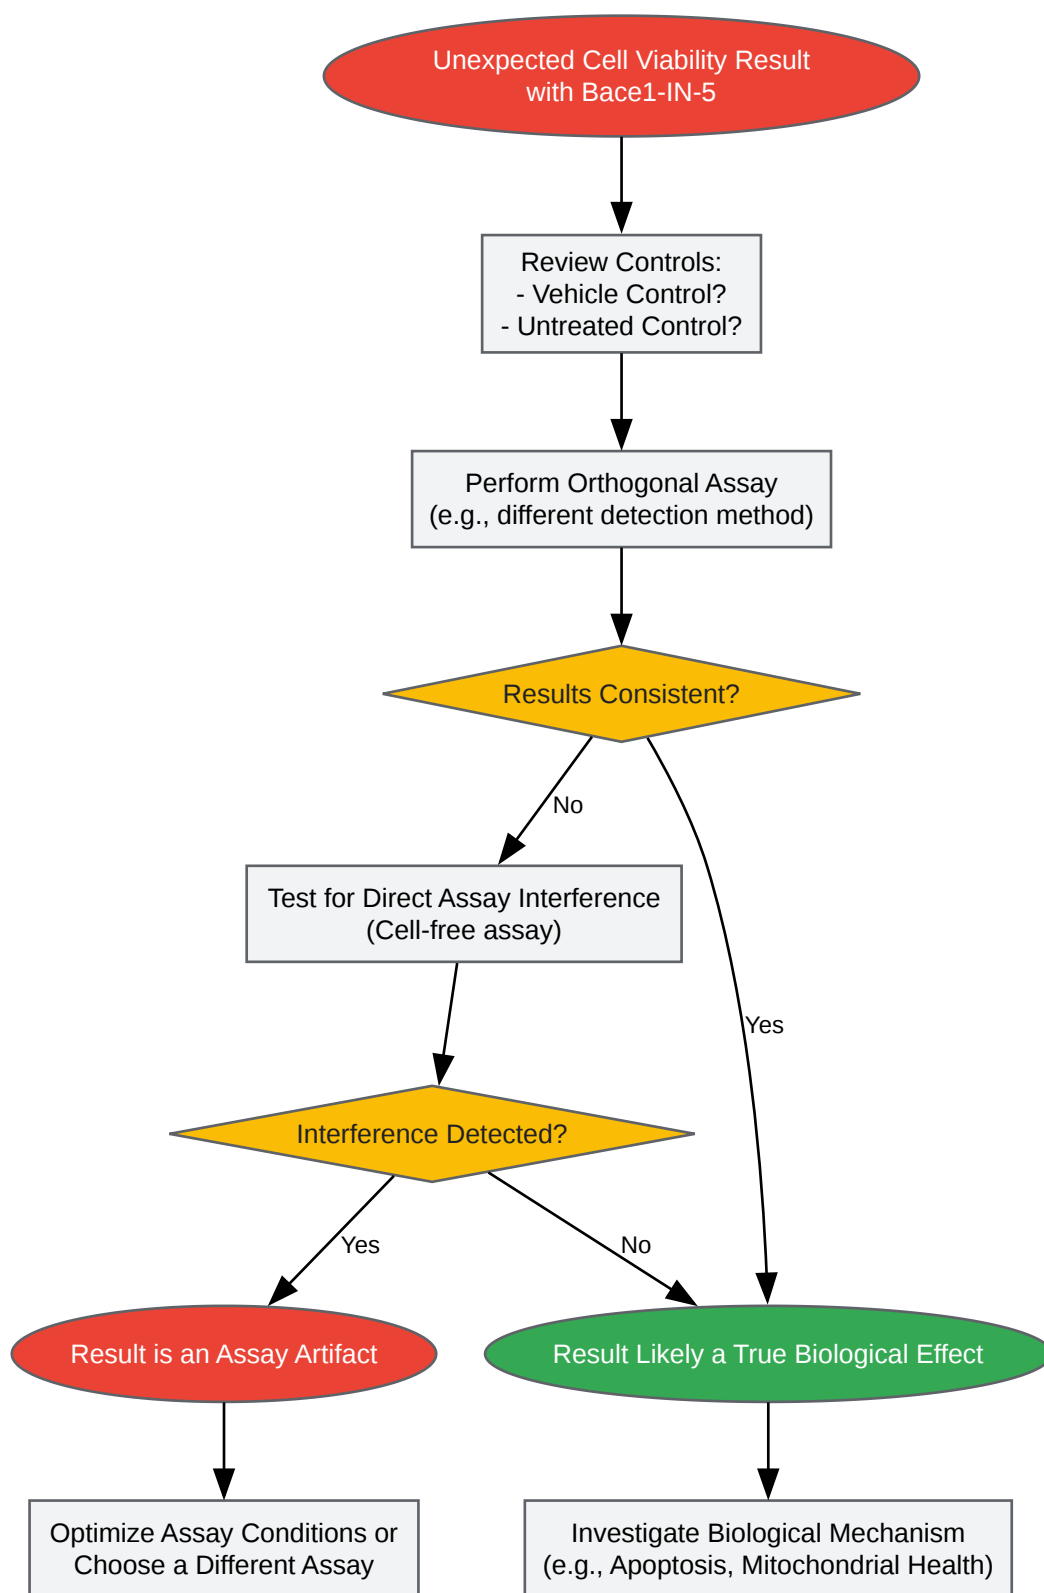 Unexpected Cell Viability Result
with Bace1-IN-5
Review Controls:
- Vehicle Control?
- Untreated Control?
Perform Orthogonal Assay
(e.g., different detection method)
Results Consistent?
No
Test for Direct Assay Interference
(Cell-free assay)
Yes
Interference Detected?
Yes
No
Result is an Assay Artifact
Result Likely a True Biological Effect
Optimize Assay Conditions or
Choose a Different Assay
Investigate Biological Mechanism
(e.g., Apoptosis, Mitochondrial Health)